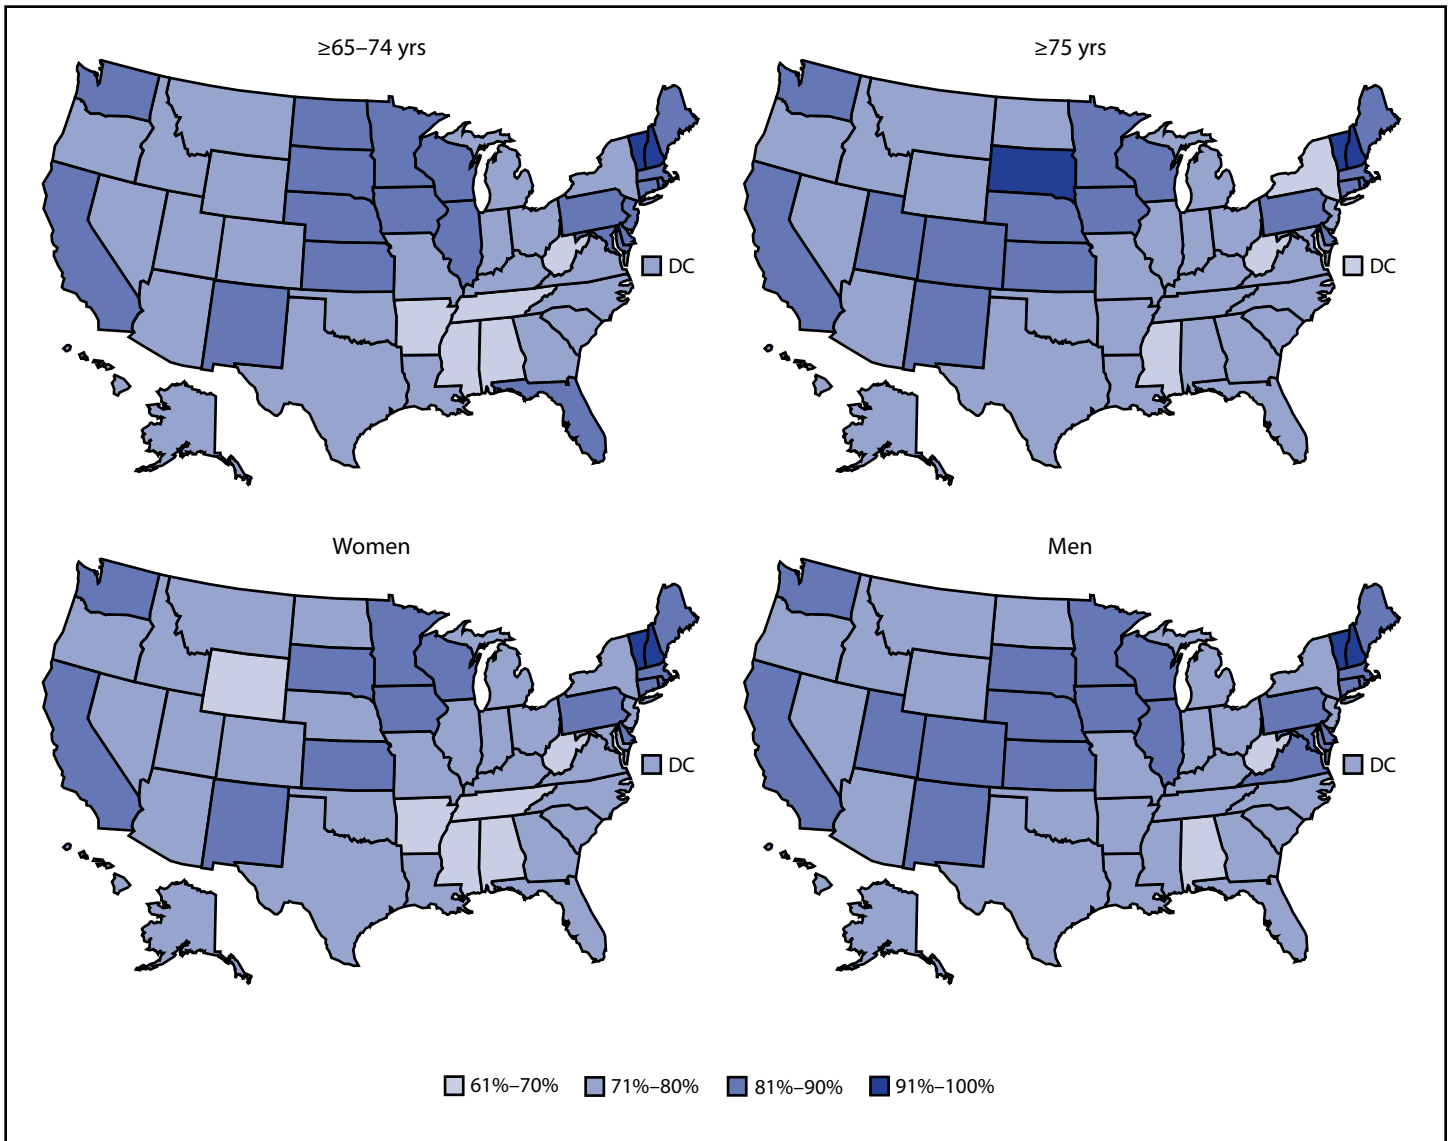 ≥65–74 yrs
≥75 yrs
DC
DC
Women
Men
DC
DC
61%–70%
71%–80%
81%–90%
91%–100%